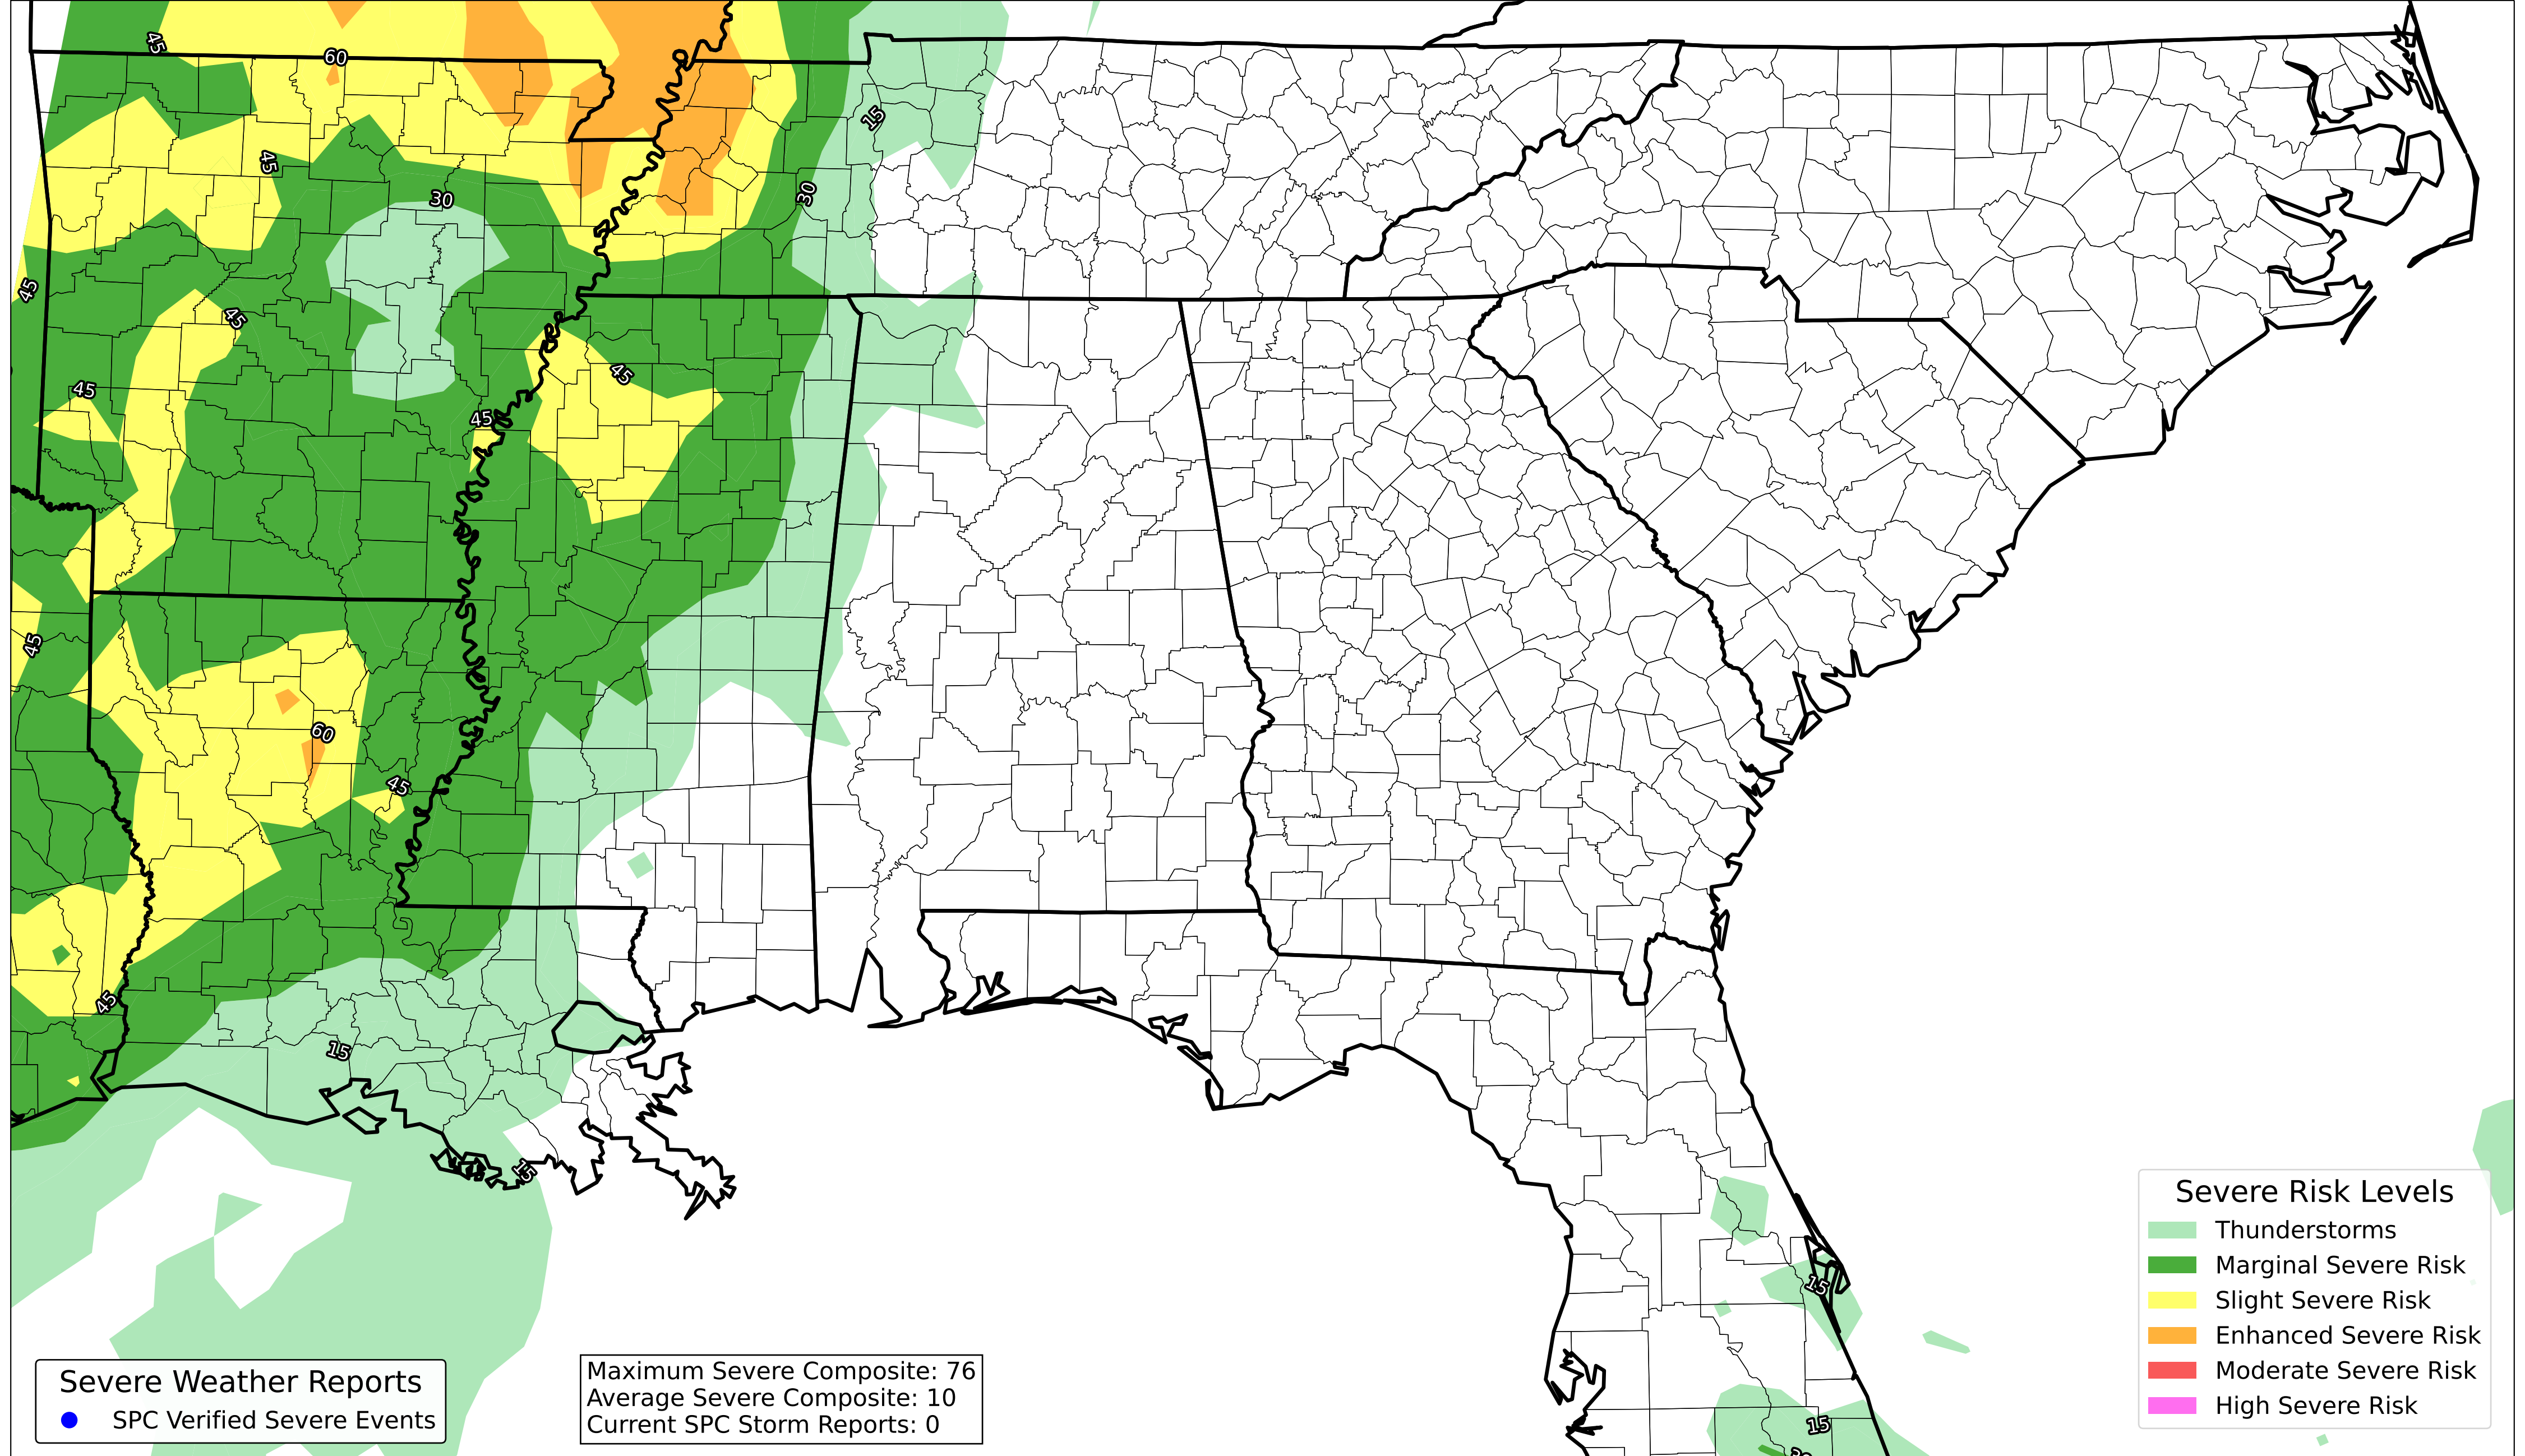 45
60
15
45
30
30
45
45
45
45
45
45
60
45
45
15
15
15
15
Severe Risk Levels
Thunderstorms
Marginal Severe Risk
Slight Severe Risk
Enhanced Severe Risk
Moderate Severe Risk
High Severe Risk
Severe Weather Reports
SPC Verified Severe Events
Maximum Severe Composite: 76
Average Severe Composite: 10
Current SPC Storm Reports: 0